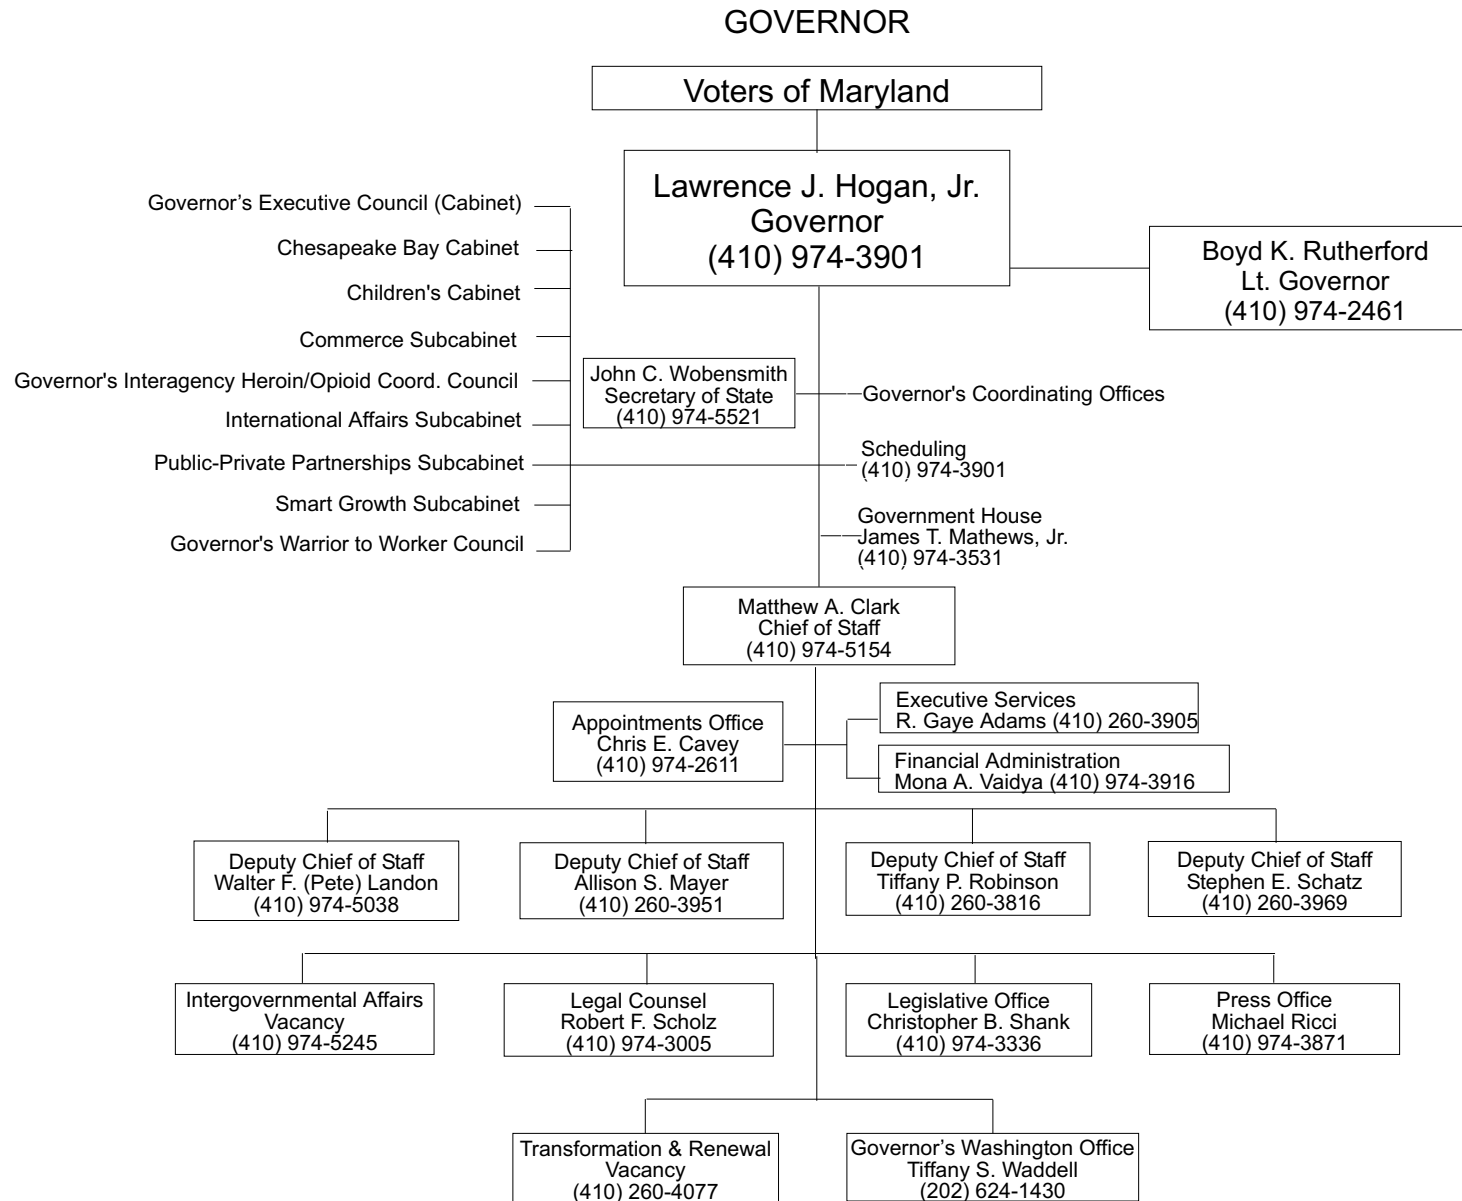 GOVERNOR
Voters of Maryland
Lawrence J. Hogan, Jr.
Governor
(410) 974-3901
Boyd K. Rutherford
Lt. Governor
(410) 974-2461
Governor’s Executive Council (Cabinet)
Chesapeake Bay Cabinet
Children's Cabinet
Commerce Subcabinet
Governor's Interagency Heroin/Opioid Coord. Council
International Affairs Subcabinet
Public-Private Partnerships Subcabinet
Smart Growth Subcabinet
Governor's Warrior to Worker Council
John C. Wobensmith
Secretary of State
(410) 974-5521
Governor's Coordinating Offices
Scheduling
(410) 974-3901
Government House
James T. Mathews, Jr.
(410) 974-3531
Matthew A. Clark
Chief of Staff
(410) 974-5154
Appointments Office
Chris E. Cavey
(410) 974-2611
Executive Services
R. Gaye Adams (410) 260-3905
Financial Administration
Mona A. Vaidya (410) 974-3916
Deputy Chief of Staff
Walter F. (Pete) Landon
(410) 974-5038
Deputy Chief of Staff
Allison S. Mayer
(410) 260-3951
Deputy Chief of Staff
Tiffany P. Robinson
(410) 260-3816
Deputy Chief of Staff
Stephen E. Schatz
(410) 260-3969
Intergovernmental Affairs
Vacancy
(410) 974-5245
Legal Counsel
Robert F. Scholz
(410) 974-3005
Legislative Office
Christopher B. Shank
(410) 974-3336
Press Office
Michael Ricci
(410) 974-3871
Transformation & Renewal
Vacancy
(410) 260-4077
Governor’s Washington Office
Tiffany S. Waddell
(202) 624-1430